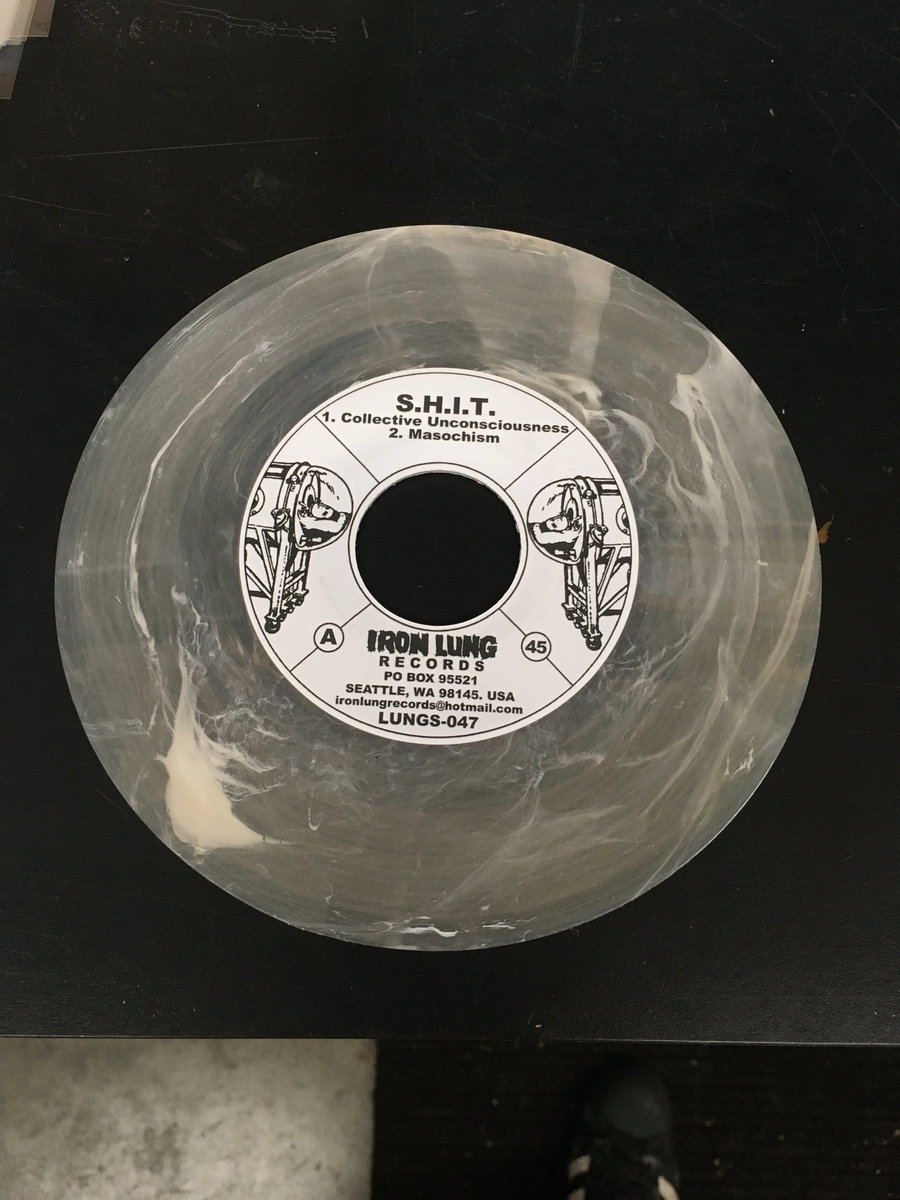 S.H.I.T.
1. Collective Unconsciousness
2. Masochism
A
45
IRON LUNG
RECORDS
PO BOX 95521
SEATTLE, WA 98145. USA
ironlungrecords@hotmail.com
LUNGS-047